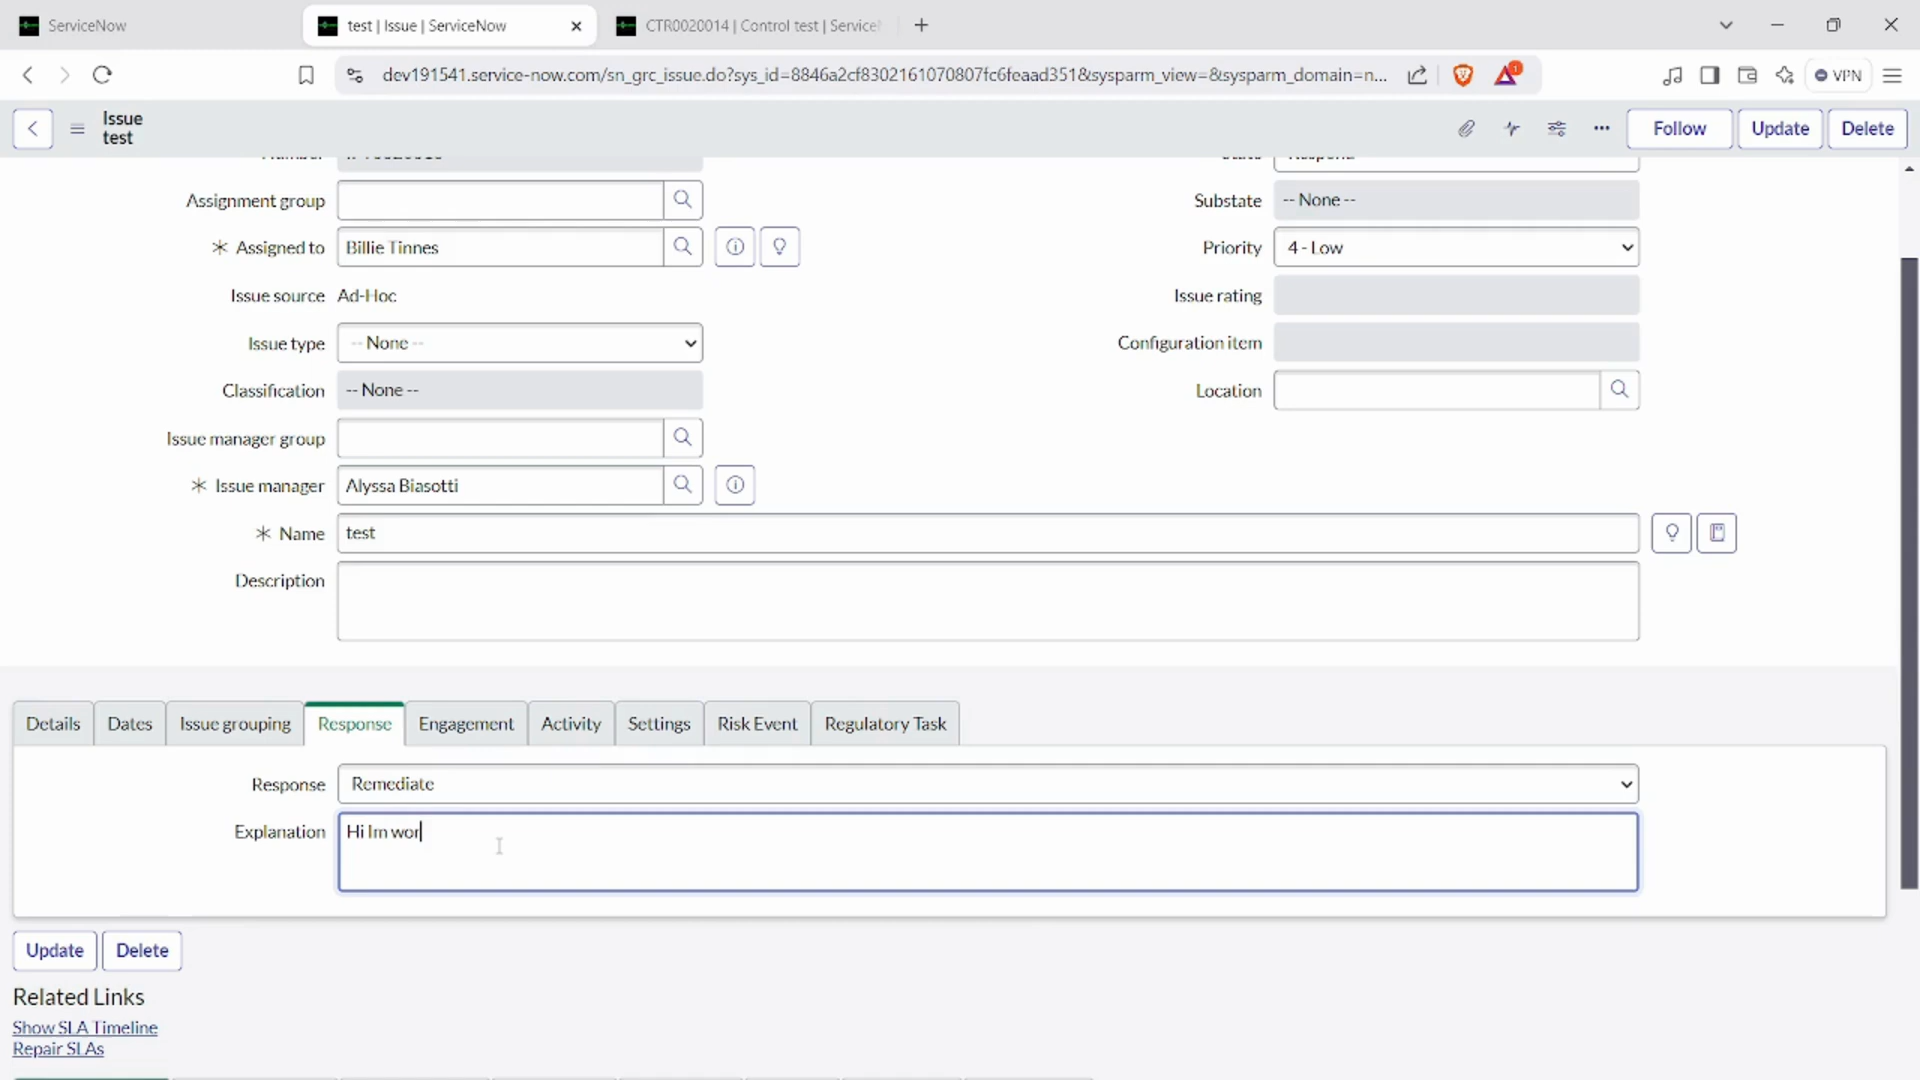 ServiceNow
test | Issue | ServiceNow
CTR0020014 | Control test | Service
dev191541.service-now.com/sn_grc_issue.do?sys_id=8846a2cf8302161070807fc6feaad351&sysparm_view=&sysparm_domain=n...
1
VPN
Issue
test
Follow
Update
Delete
Assignment group
Substate
-- None --
Assigned to
Billie Tinnes
Priority
4 - Low
Issue source
Ad-Hoc
Issue rating
Issue type
-- None --
Configuration item
Classification
-- None --
Location
Issue manager group
Issue manager
Alyssa Biasotti
Name
test
Description
Details
Dates
Issue grouping
Response
Engagement
Activity
Settings
Risk Event
Regulatory Task
Response
Remediate
Explanation
Hi Im wor
Update
Delete
Related Links
Show SLA Timeline
Repair SLAs